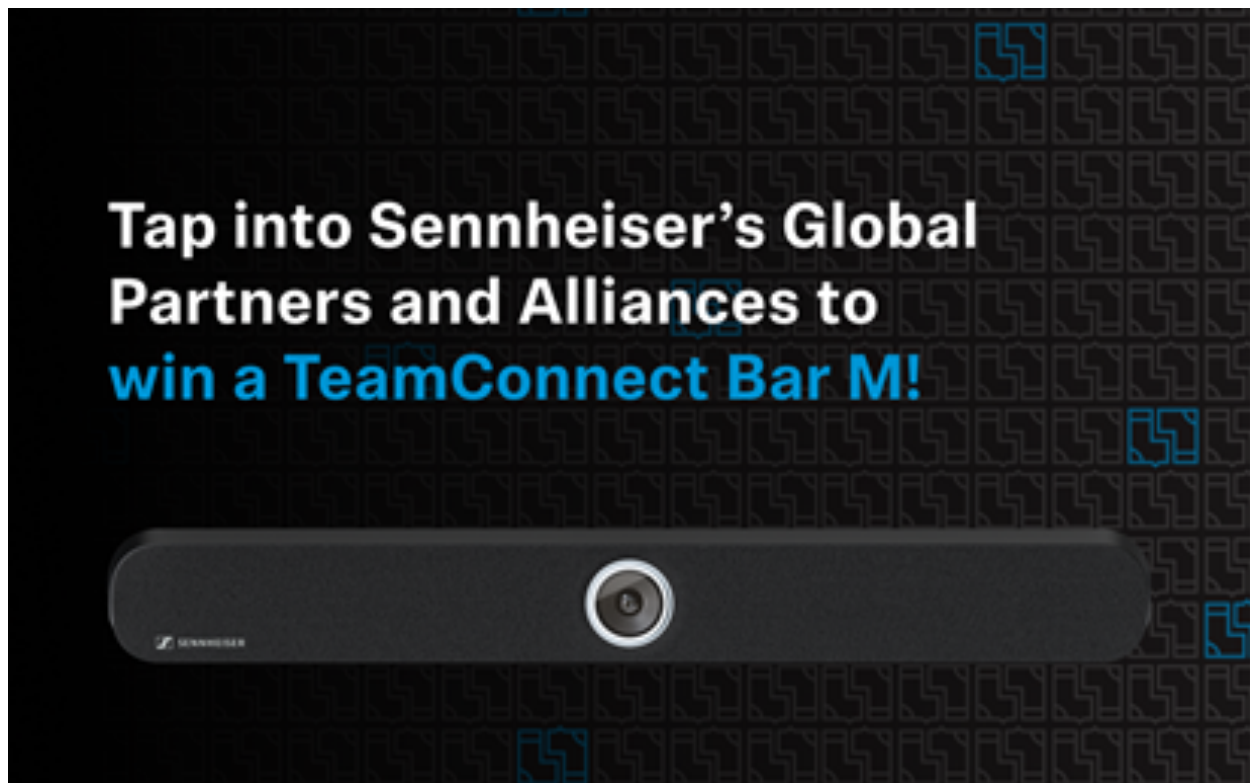 Tap into Sennheiser’s Global
Partners and Alliances to
win a TeamConnect Bar M!
SENNHEISER